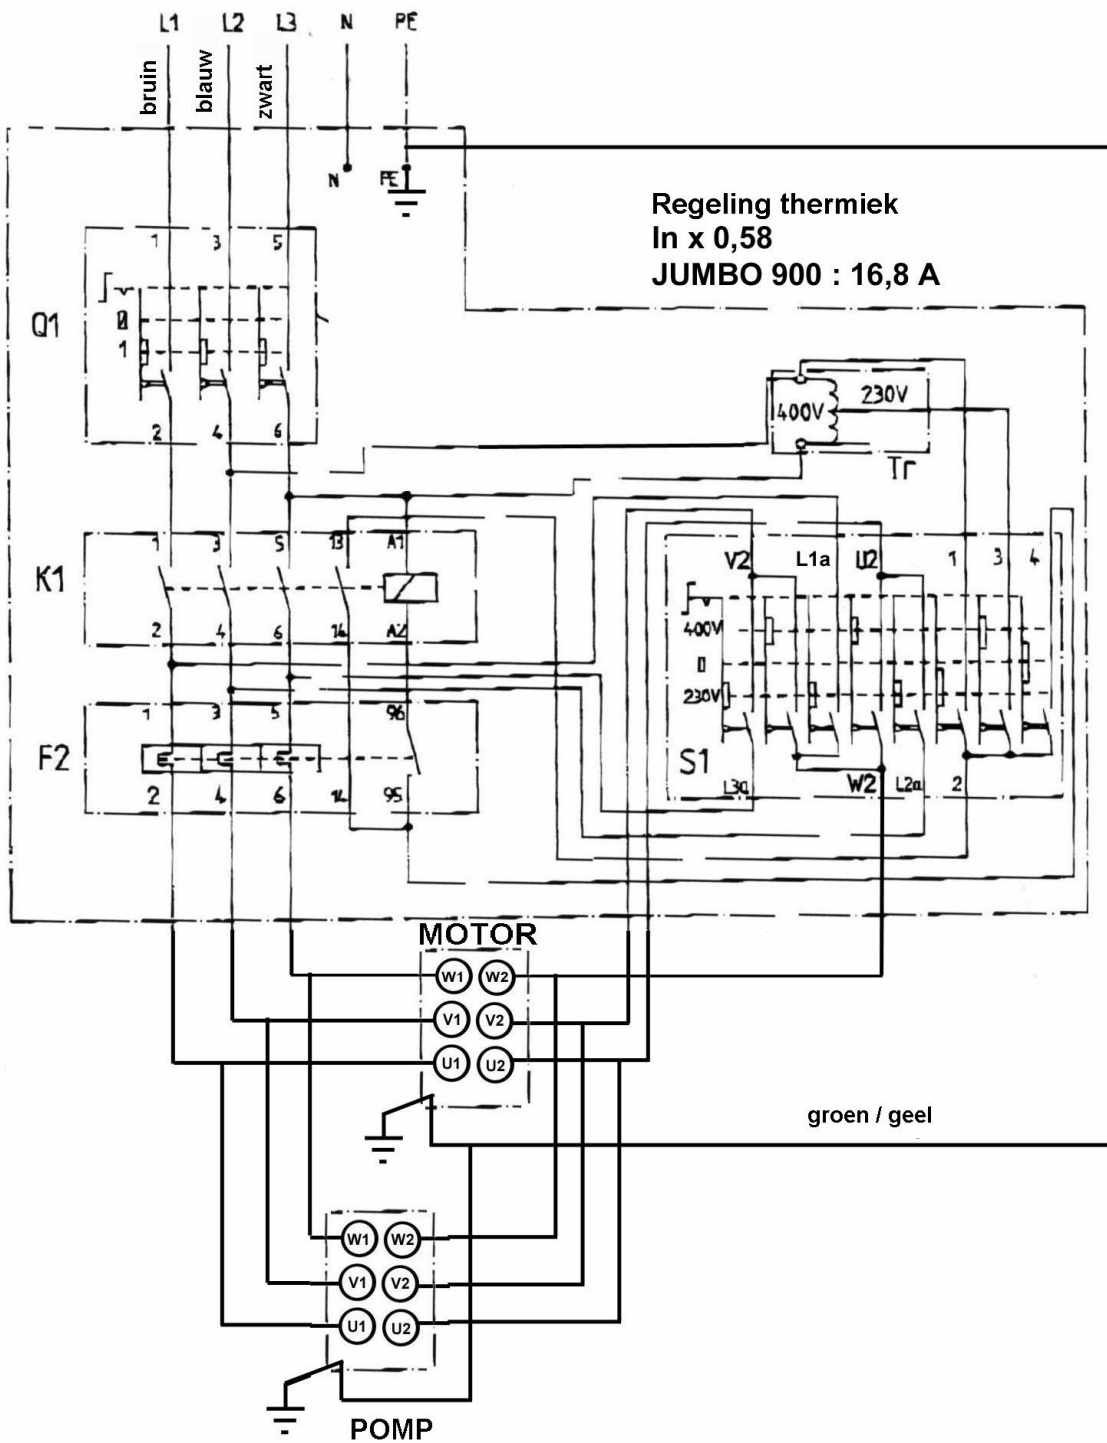 L1 L2 L3 N PE
bruin
blauw
zwart
N PE
Regeling thermiek
In x 0,58
JUMBO 900 : 16,8 A
1 3 5
Q1
0
1
2 4 6
400V 230V
Tr
1 3 5 13 A1
K1
2 4 6 14 A2
V2 L1a U2 1 3 4
400V
0
230V
S1
L3a W2 L2a 2
1 3 5 96
F2
2 4 6 14 95
MOTOR
W1 W2
V1 V2
U1 U2
groen / geel
W1 W2
V1 V2
U1 U2
POMP